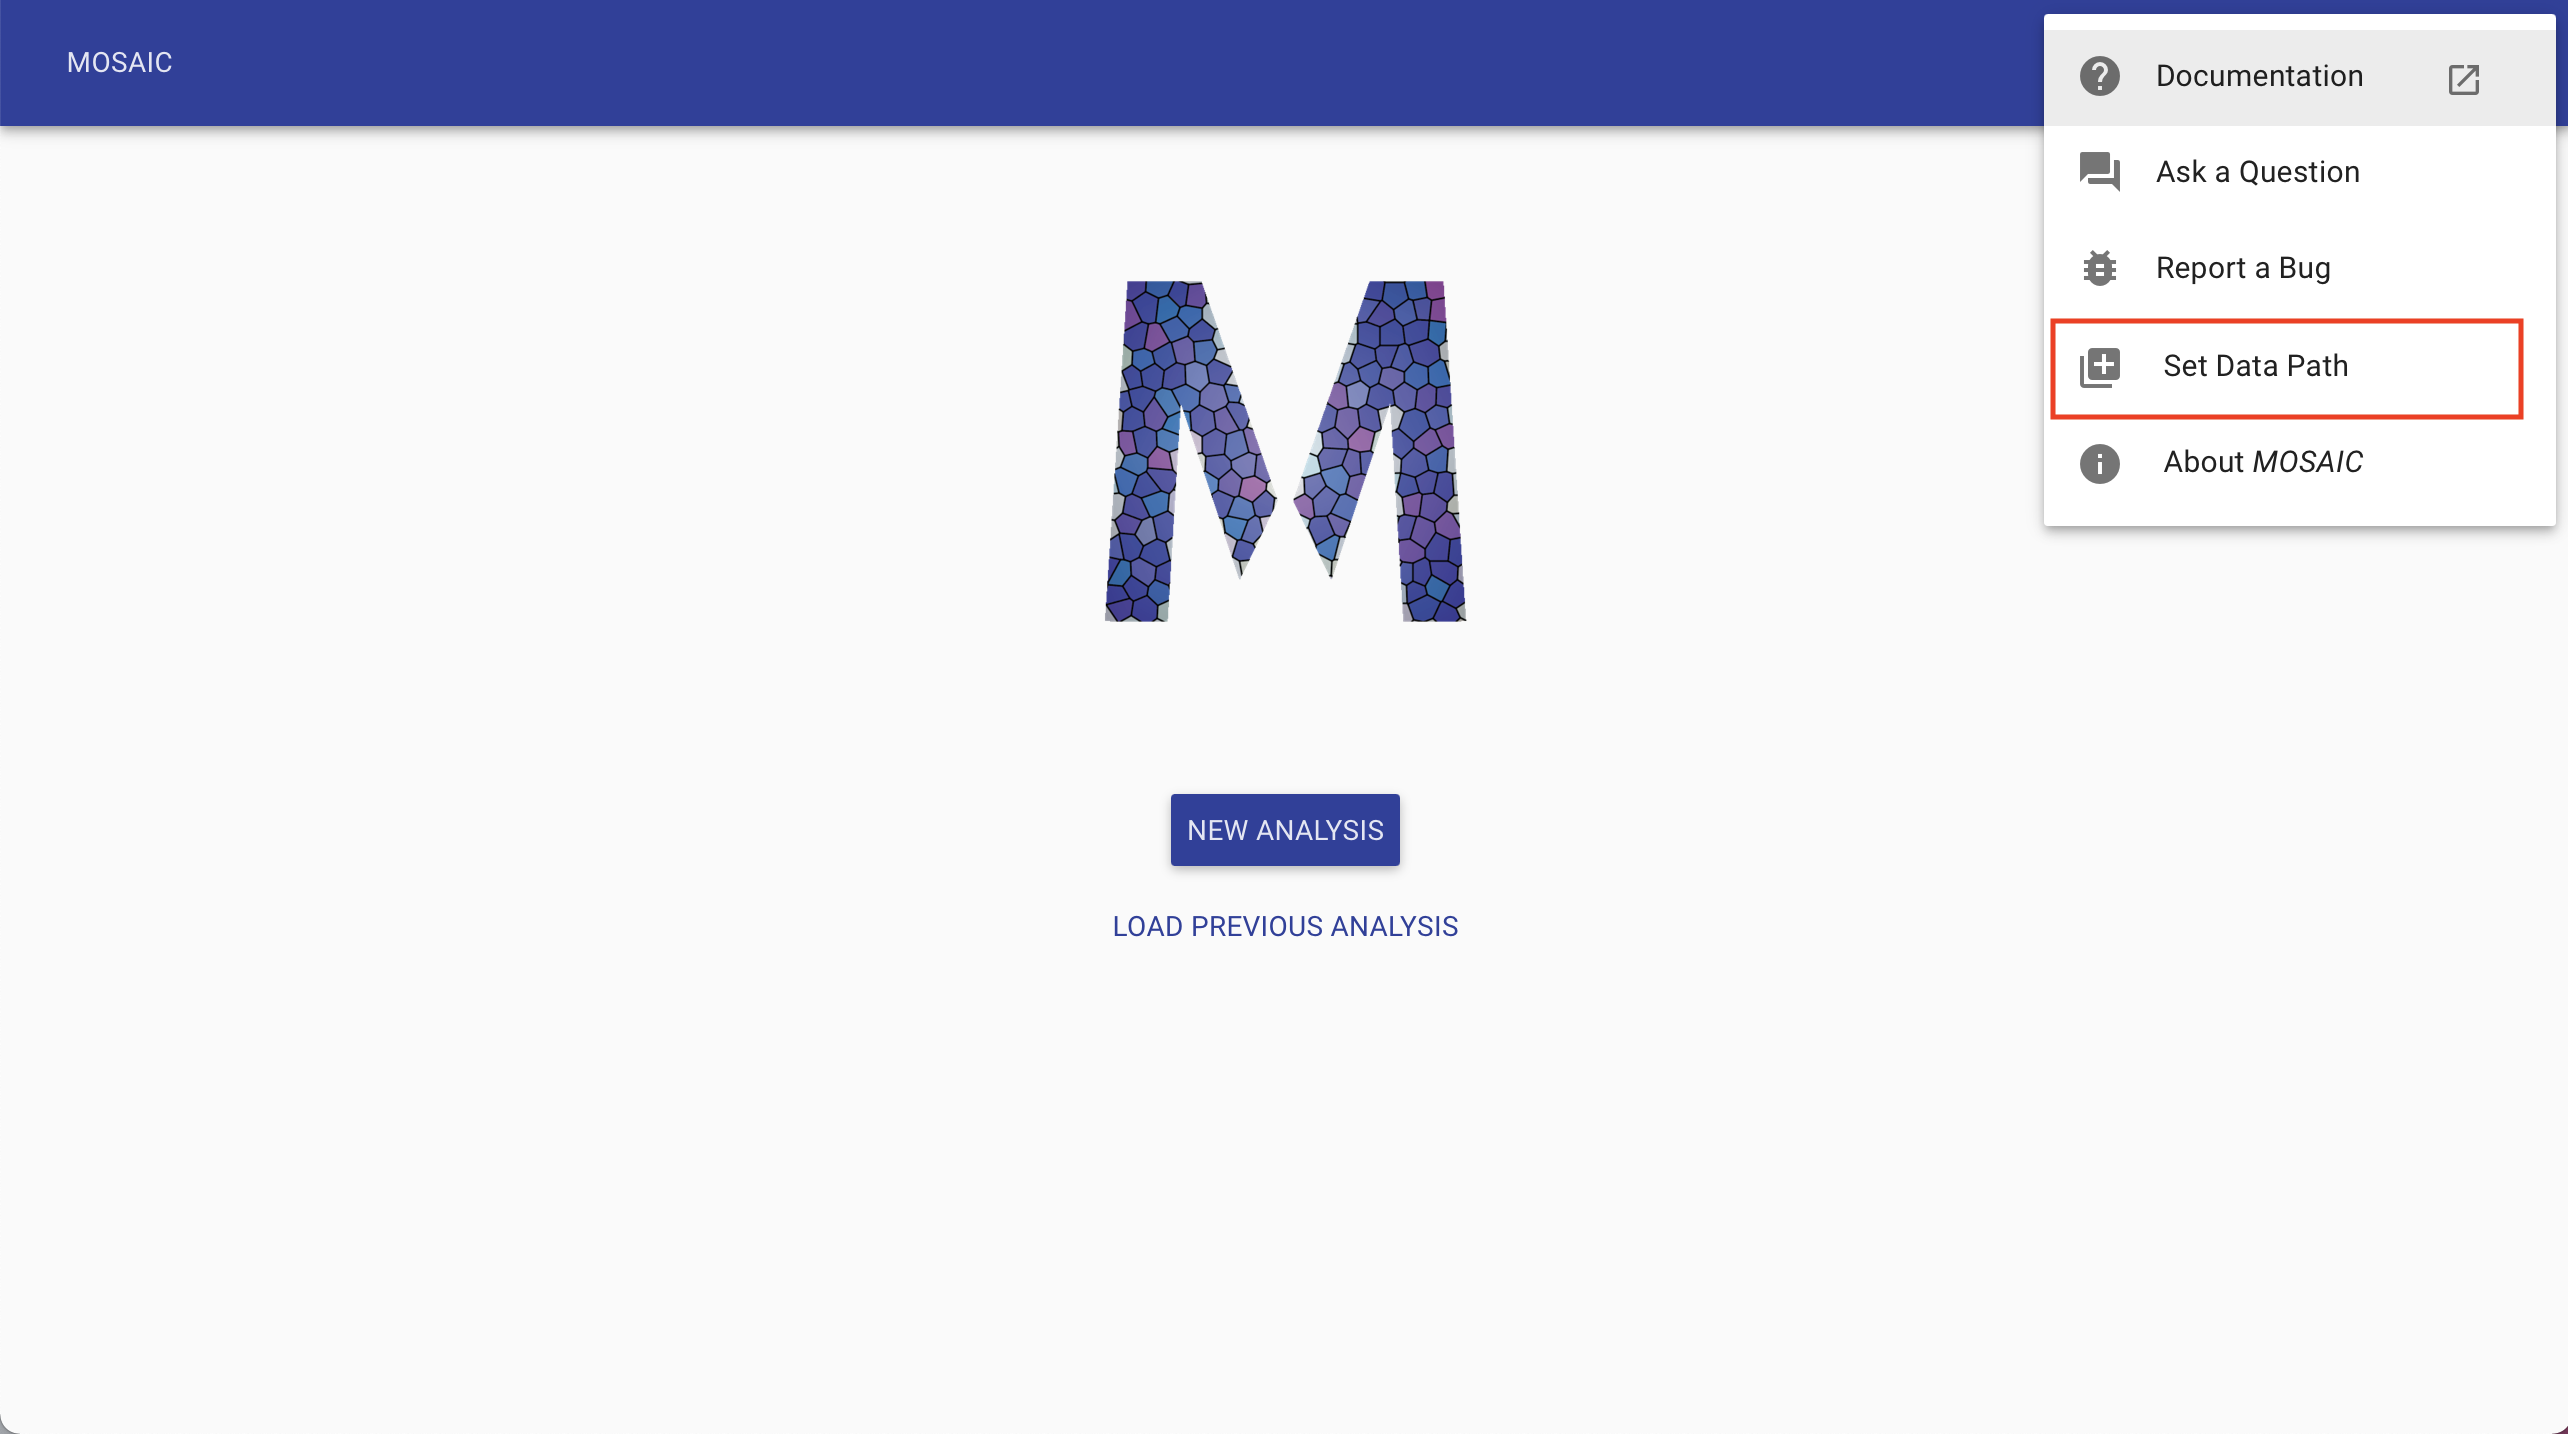 MOSAIC
Documentation
Ask a Question
Report a Bug
Set Data Path
About MOSAIC
M
NEW ANALYSIS
LOAD PREVIOUS ANALYSIS